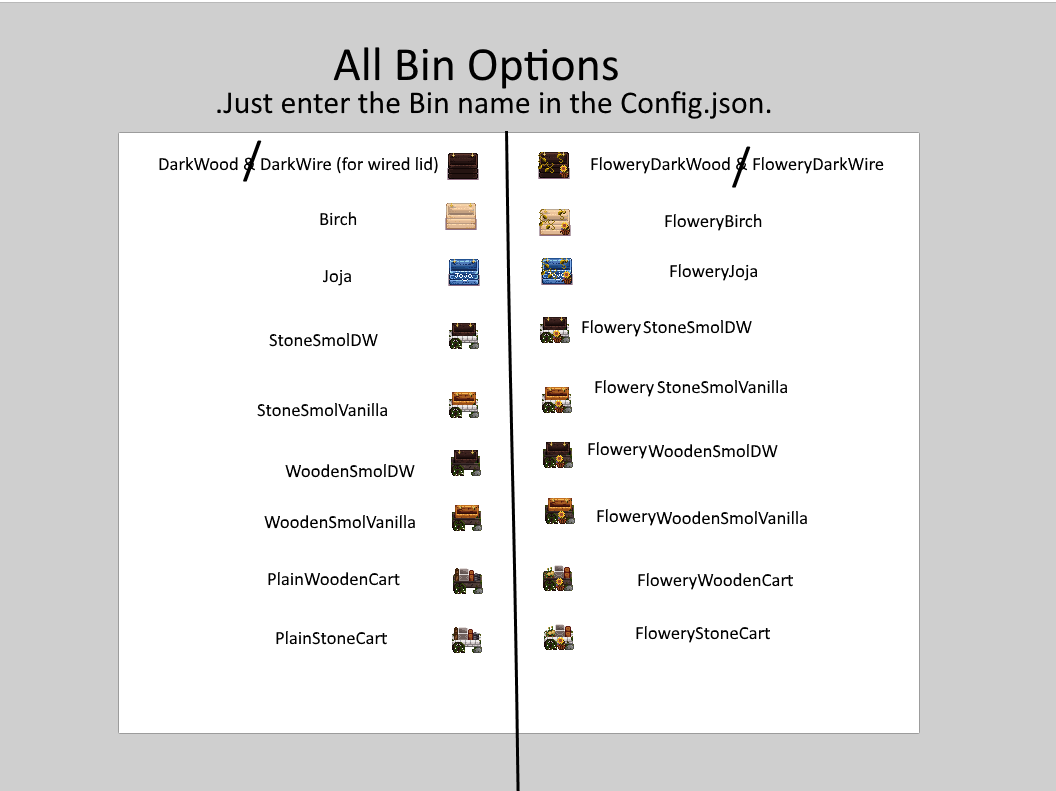 All Bin Options
.Just enter the Bin name in the Config.json.
DarkWood & / DarkWire (for wired lid)
FloweryDarkWood & / FloweryDarkWire
Birch
FloweryBirch
Joja
FloweryJoja
StoneSmolDW
Flowery StoneSmolDW
StoneSmolVanilla
Flowery StoneSmolVanilla
WoodenSmolDW
FloweryWoodenSmolDW
WoodenSmolVanilla
FloweryWoodenSmolVanilla
PlainWoodenCart
FloweryWoodenCart
PlainStoneCart
FloweryStoneCart